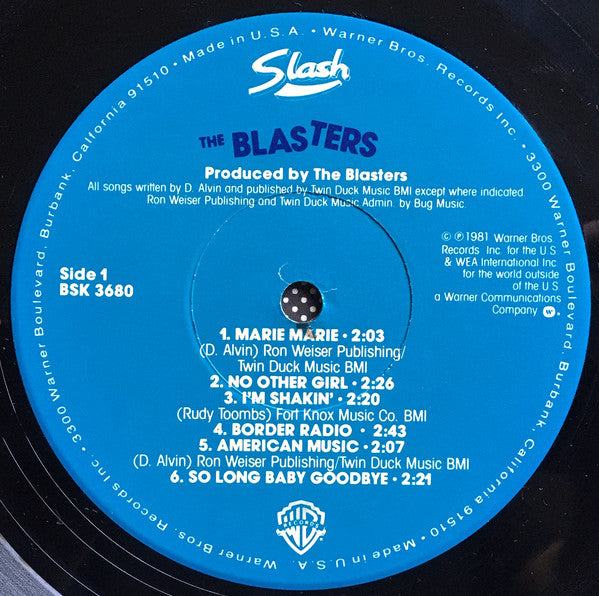 Slash
THE BLASTERS
Produced by The Blasters
All songs written by D. Alvin and published by Twin Duck Music BMI except where indicated
Ron Weiser Publishing and Twin Duck Music Admin. by Bug Music.
Side 1
BSK 3680
© ℗ 1981 Warner Bros.
Records Inc. for the U.S.
& WEA International Inc.
for the world outside
of the U.S.
a Warner Communications
Company
1. MARIE MARIE • 2:03
(D. Alvin) Ron Weiser Publishing/
Twin Duck Music BMI
2. NO OTHER GIRL • 2:26
3. I'M SHAKIN' • 2:20
(Rudy Toombs) Fort Knox Music Co. BMI
4. BORDER RADIO • 2:43
5. AMERICAN MUSIC • 2:07
(D. Alvin) Ron Weiser Publishing/Twin Duck Music BMI
6. SO LONG BABY GOODBYE • 2:21
WB
RECORDS
• Made in U.S.A. • Warner Bros. Records Inc. • 3300 Warner Boulevard, Burbank, California 91510 • Made in U.S.A. • Warner Bros. Records Inc. • 3300 Warner Boulevard, Burbank, California 91510